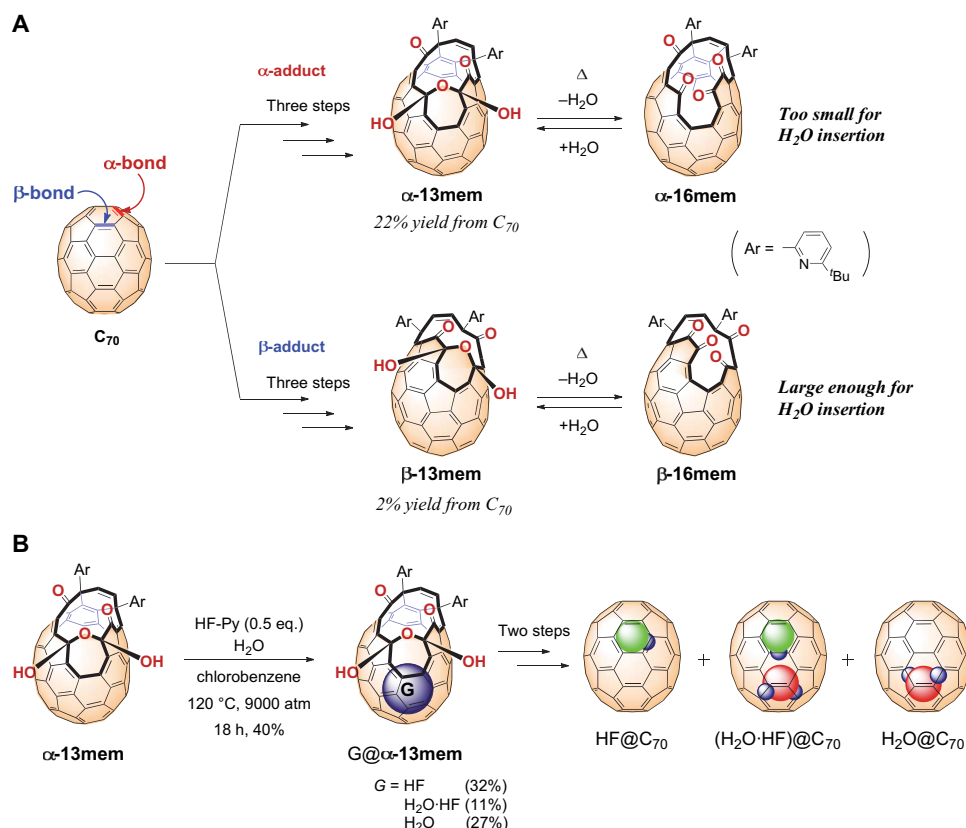 A
α-adduct
Three steps
O
Ar
Ar
O
O
HO
OH
Δ
–H2O
+H2O
O
Ar
Ar
O
O
O
Too small for
H2O insertion
α-13mem
22% yield from C70
α-16mem
α-bond
β-bond
C70
(Ar =
N
tBu
)
β-adduct
Three steps
Ar
Ar
O
O
O
HO
OH
Δ
–H2O
+H2O
Ar
Ar
O
O
O
O
Large enough for
H2O insertion
β-13mem
2% yield from C70
β-16mem
B
O
Ar
Ar
O
O
HO
OH
α-13mem
HF-Py (0.5 eq.)
H2O
chlorobenzene
120 °C, 9000 atm
18 h, 40%
O
Ar
Ar
O
O
HO
OH
G
G@α-13mem
G = HF (32%)
H2O·HF (11%)
H2O (27%)
Two steps
+
+
HF@C70
(H2O·HF)@C70
H2O@C70